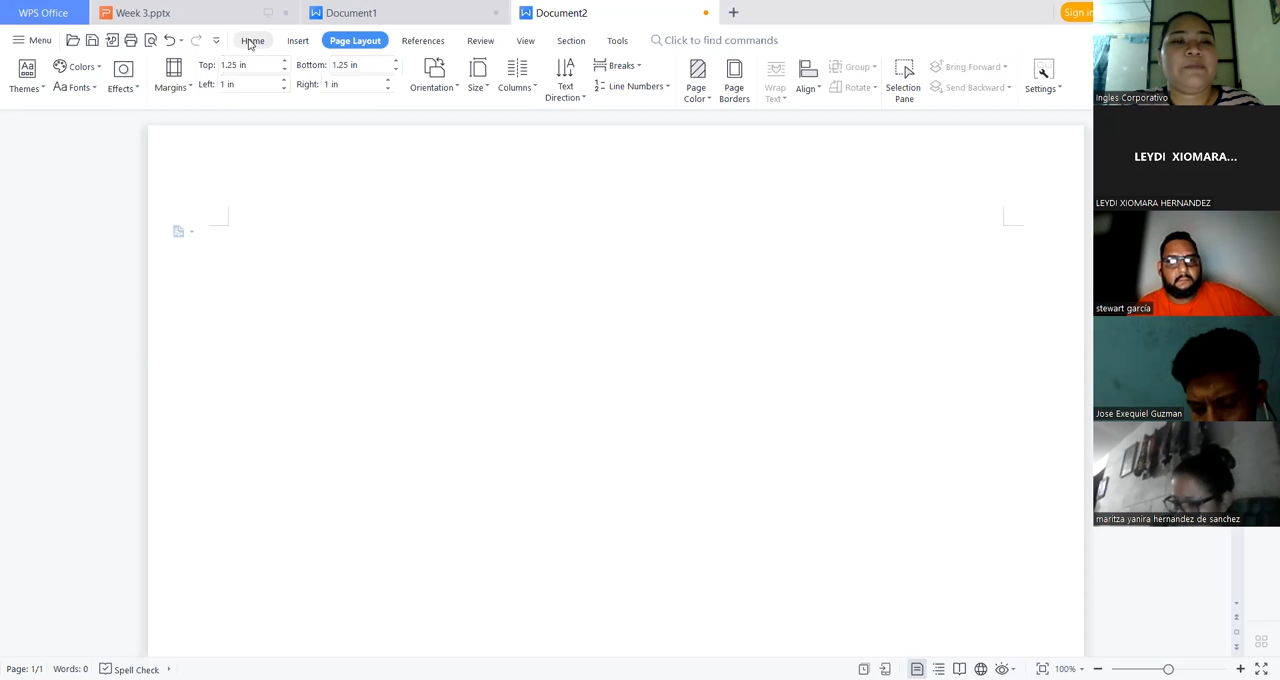 WPS Office Week 3.pptx Document1 Document2 Sign in
Menu Home Insert Page Layout References Review View Section Tools Click to find commands
Themes Colors Fonts Effects
Margins Top: 1.25 in Bottom: 1.25 in
Left: 1 in Right: 1 in
Orientation Size Columns Text Direction Breaks Line Numbers
Page Color Page Borders Wrap Text Align Group Rotate Selection Pane Bring Forward Send Backward Settings
Ingles Corporativo
LEYDI XIOMARA...
LEYDI XIOMARA HERNANDEZ
stewart garcía
Jose Exequiel Guzman
maritza yanira hernandez de sanchez
Page: 1/1 Words: 0 Spell Check 100%